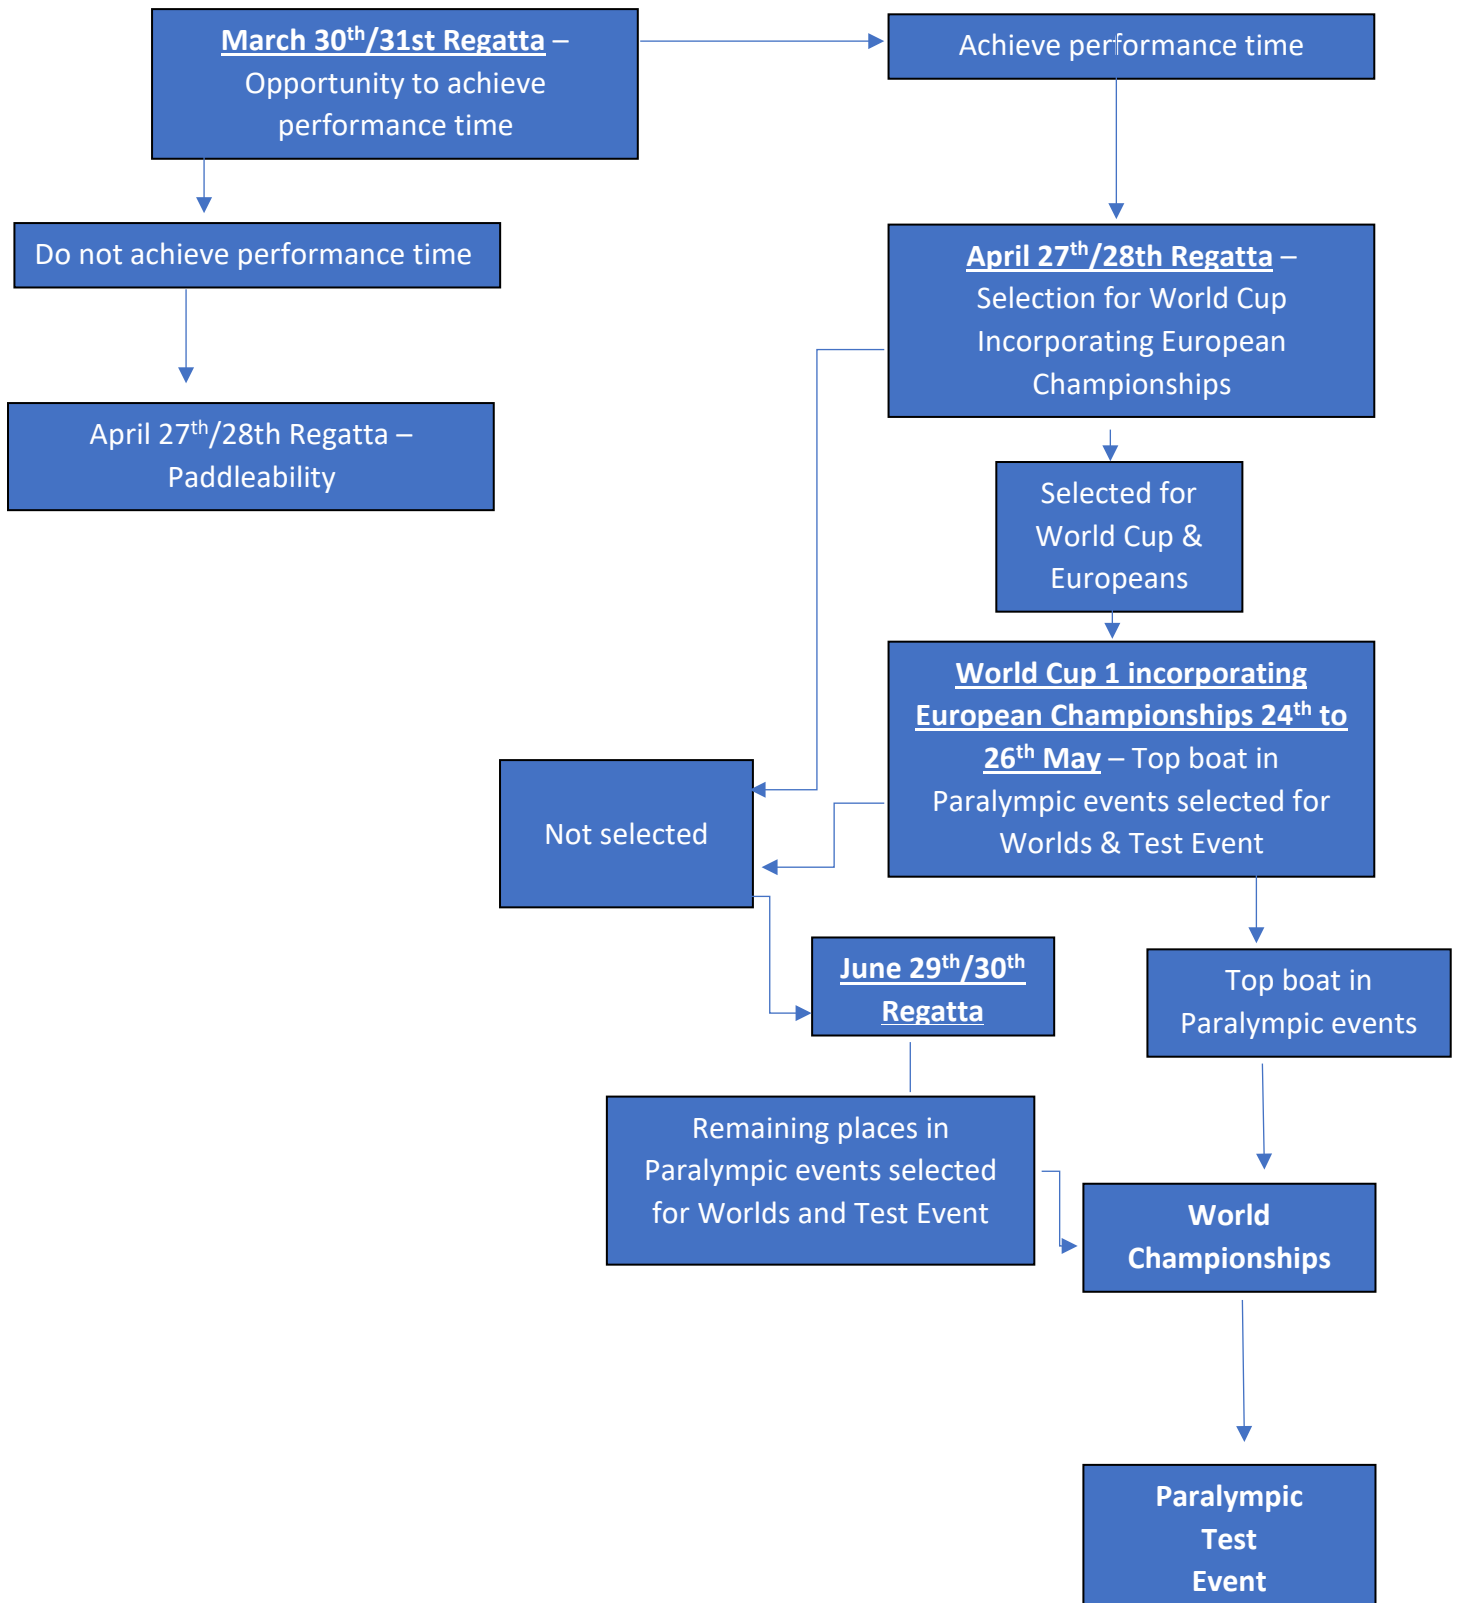 March 30th/31st Regatta –
Opportunity to achieve
performance time
Achieve performance time
Do not achieve performance time
April 27th/28th Regatta –
Selection for World Cup
Incorporating European
Championships
April 27th/28th Regatta –
Paddleability
Selected for
World Cup &
Europeans
World Cup 1 incorporating
European Championships 24th to
26th May – Top boat in
Paralympic events selected for
Worlds & Test Event
Not selected
June 29th/30th
Regatta
Top boat in
Paralympic events
Remaining places in
Paralympic events selected
for Worlds and Test Event
World
Championships
Paralympic
Test
Event